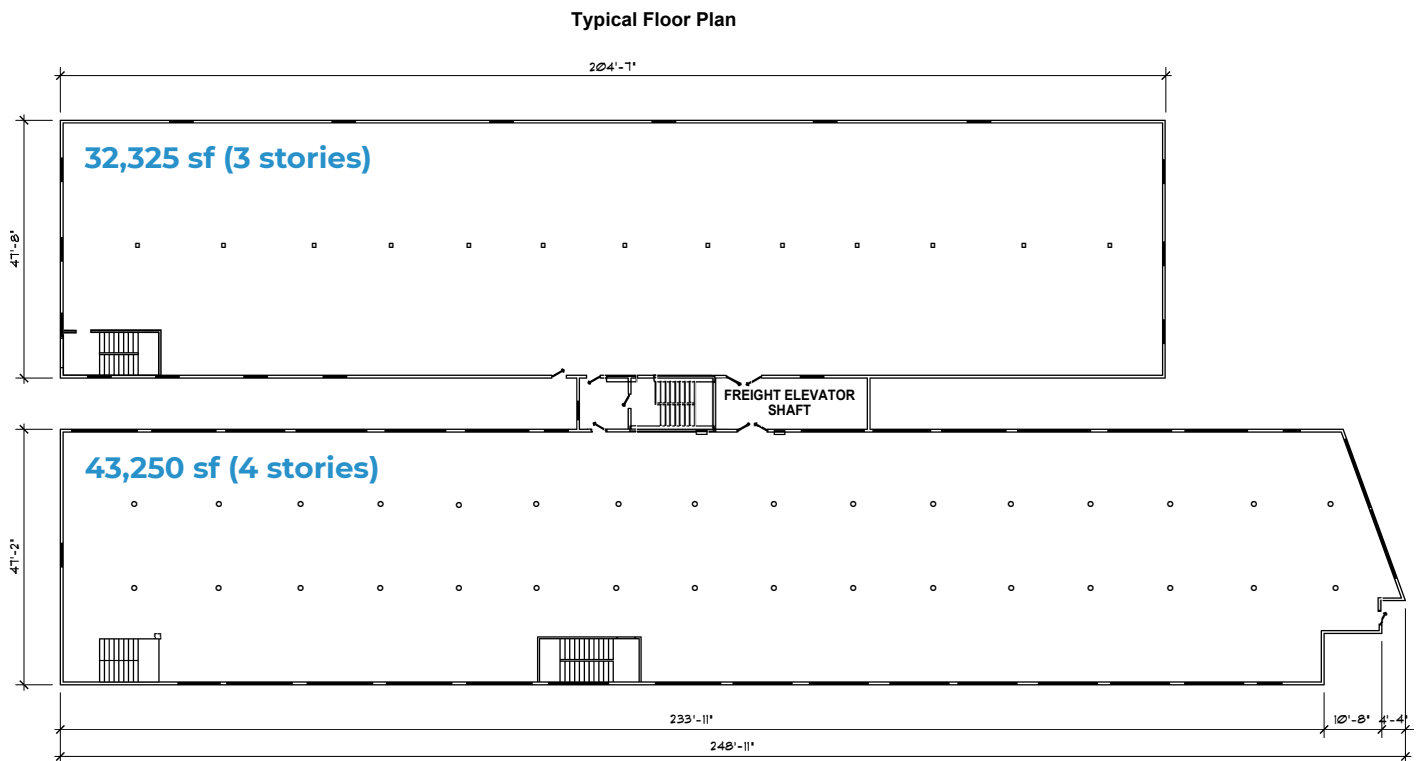 Typical Floor Plan
204'-7"
32,325 sf (3 stories)
47'-8"
FREIGHT ELEVATOR
SHAFT
43,250 sf (4 stories)
47'-2"
233'-11"
10'-8"
4'-4"
248'-11"